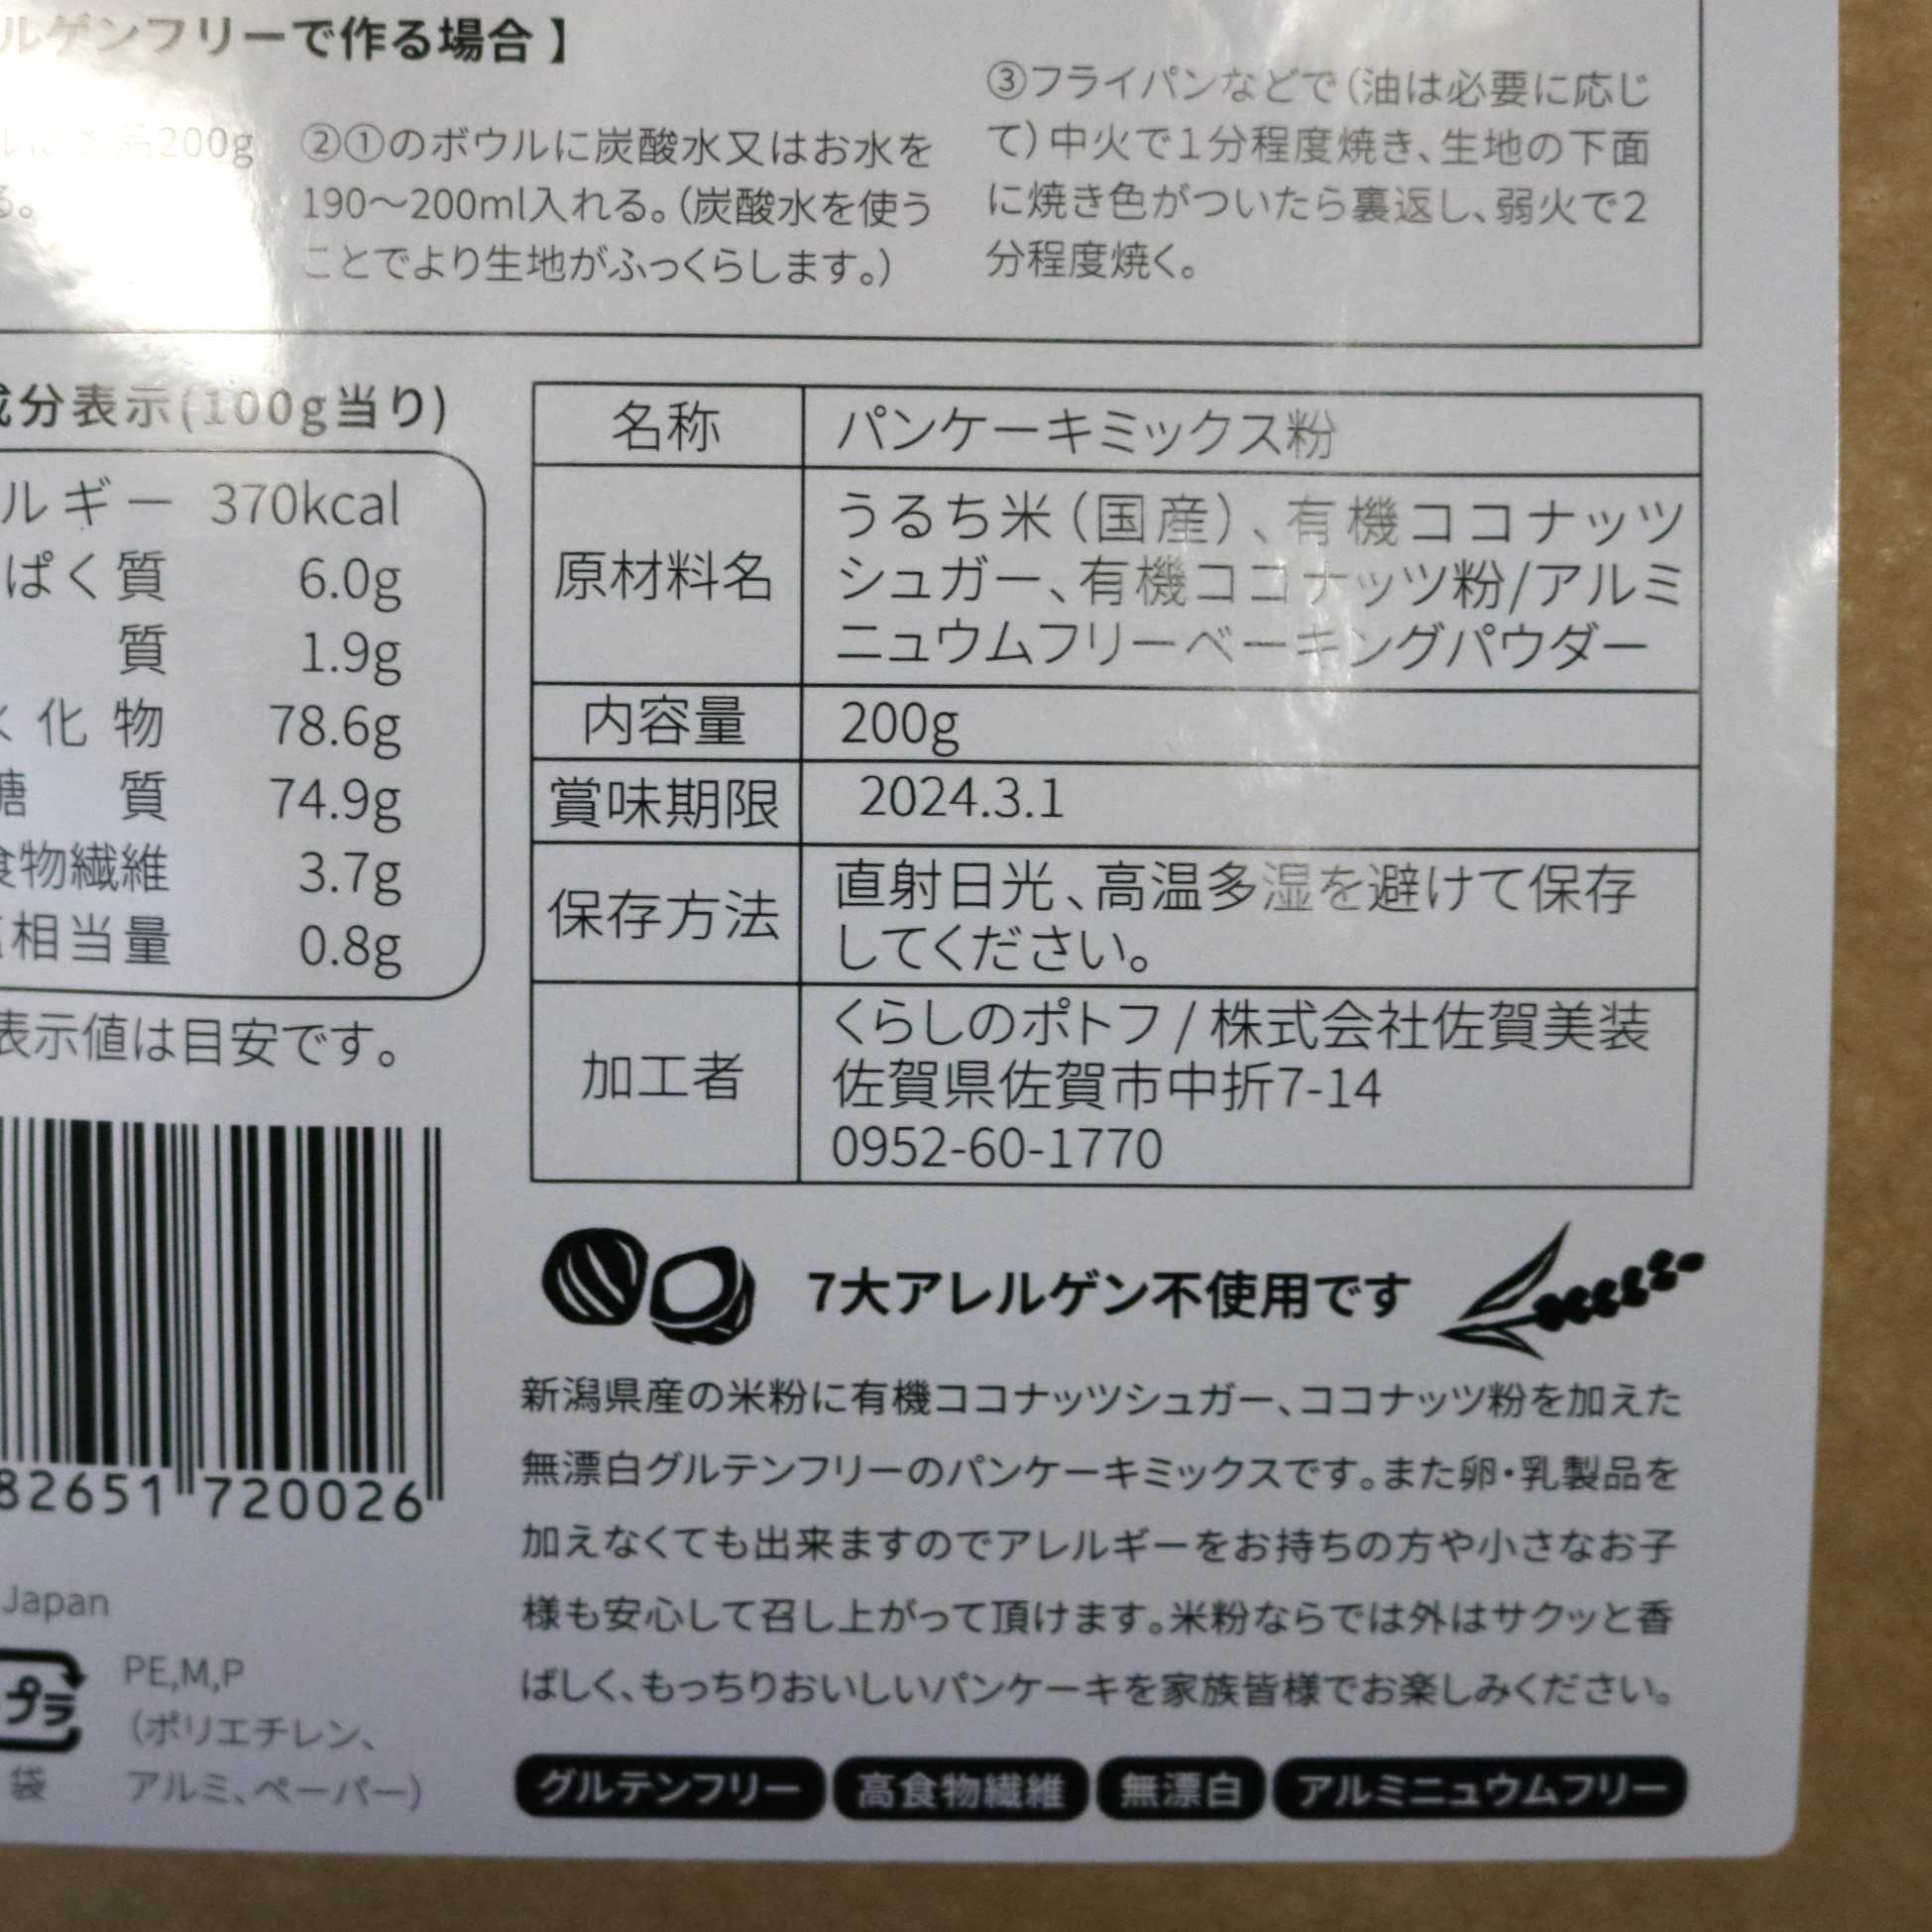 ルゲンフリーで作る場合】
品200g
る。
②①のボウルに炭酸水又はお水を
190〜200ml入れる。(炭酸水を使う
ことでより生地がふっくらします。)
③フライパンなどで(油は必要に応じ
て)中火で1分程度焼き、生地の下面
に焼き色がついたら裏返し、弱火で2
分程度焼く。
成分表示(100g当り)
ルギー 370kcal
ぱく質 6.0g
質 1.9g
水化物 78.6g
糖質 74.9g
食物繊維 3.7g
相当量 0.8g
表示値は目安です。
名称 パンケーキミックス粉
原材料名
うるち米(国産)、有機ココナッツ
シュガー、有機ココナッツ粉/アルミ
ニュウムフリーベーキングパウダー
内容量 200g
賞味期限 2024.3.1
保存方法
直射日光、高温多湿を避けて保存
してください。
加工者
くらしのポトフ/株式会社佐賀美装
佐賀県佐賀市中折7-14
0952-60-1770
82651 720026
Japan
プラ
袋
PE,M,P
(ポリエチレン、
アルミ、ペーパー)
7大アレルゲン不使用です
新潟県産の米粉に有機ココナッツシュガー、ココナッツ粉を加えた
無漂白グルテンフリーのパンケーキミックスです。また卵・乳製品を
加えなくても出来ますのでアレルギーをお持ちの方や小さなお子
様も安心して召し上がって頂けます。米粉ならでは外はサクッと香
ばしく、もっちりおいしいパンケーキを家族皆様でお楽しみください。
グルテンフリー 高食物繊維 無漂白 アルミニュウムフリー